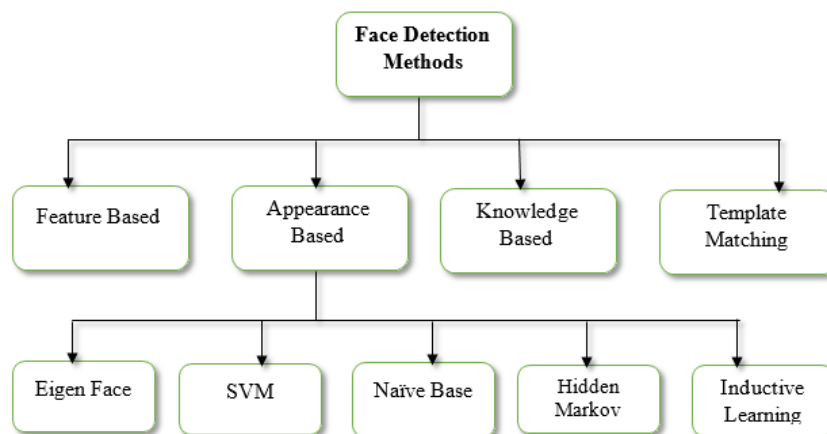 Face Detection
Methods
Feature Based
Appearance
Based
Knowledge
Based
Template
Matching
Eigen Face
SVM
Naïve Base
Hidden
Markov
Inductive
Learning